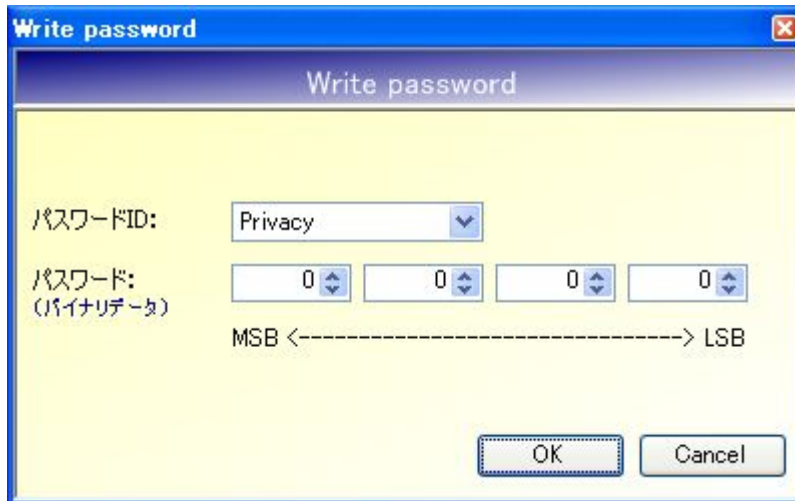 Write password
Write password
パスワードID: Privacy
パスワード: 0 0 0 0
(バイナリデータ)
MSB <--------------------------------> LSB
OK Cancel